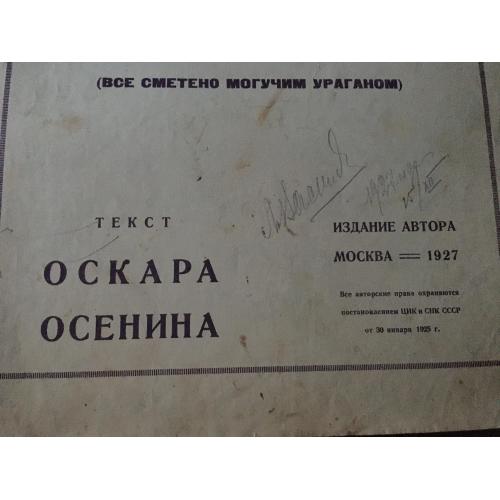 (ВСЕ СМЕТЕНО МОГУЧИМ УРАГАНОМ)
ТЕКСТ
ОСКАРА
ОСЕНИНА
ИЗДАНИЕ АВТОРА
МОСКВА — 1927
Все авторские права охраняются
постановлением ЦИК и СНК СССР
от 30 января 1925 г.